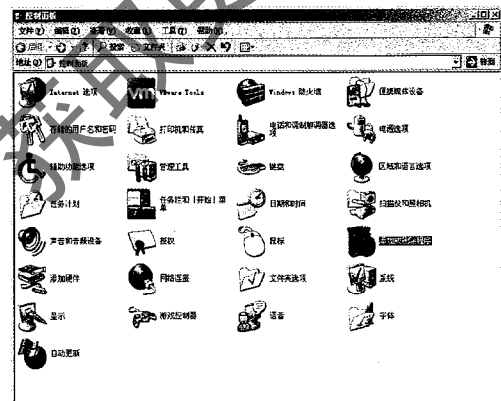 控制面板
文件(F) 编辑(E) 查看(V) 收藏(A) 工具(T) 帮助(H)
后退 搜索 文件夹
地址(D) 控制面板 转到
Internet 选项 VMware Tools Windows 防火墙 便携媒体设备
存储的用户名和密码 打印机和传真 电话和调制解调器选项 电源选项
辅助功能选项 管理工具 键盘 区域和语言选项
任务计划 任务栏和「开始」菜单 日期和时间 扫描仪和照相机
声音和音频设备 授权 鼠标
添加硬件 网络连接 文件夹选项 系统
显示 游戏控制器 语音 字体
自动更新
获取